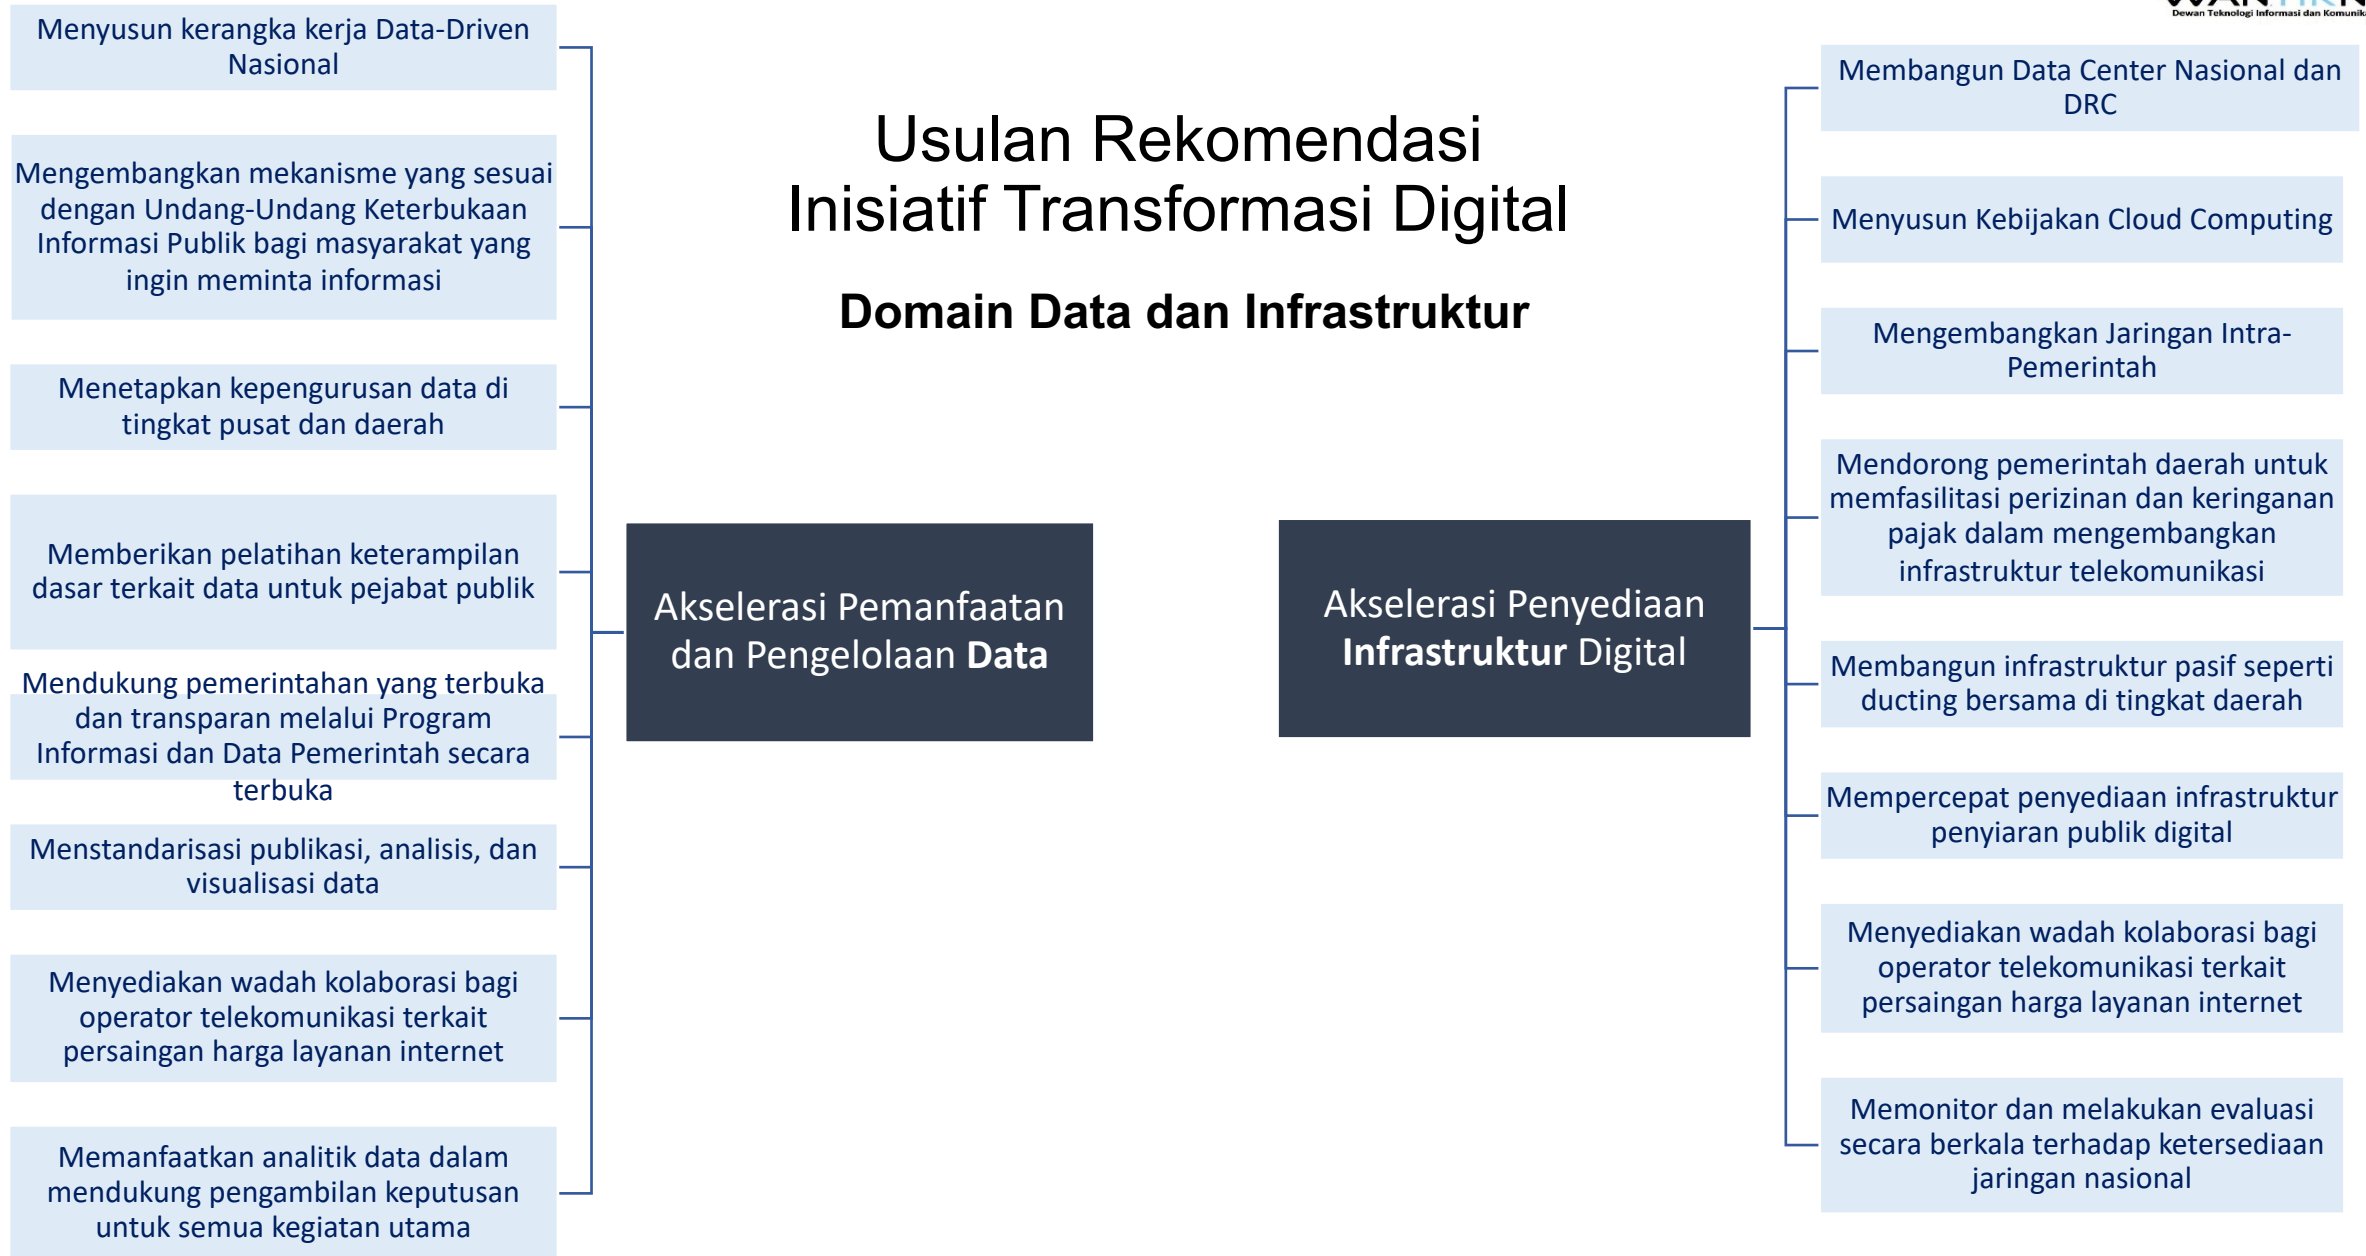 Dewan Teknologi Informasi dan
Usulan Rekomendasi
Inisiatif Transformasi Digital
Domain Data dan Infrastruktur
Menyusun kerangka kerja Data-Driven
Nasional
Mengembangkan mekanisme yang sesuai
dengan Undang-Undang Keterbukaan
Informasi Publik bagi masyarakat yang
ingin meminta informasi
Menetapkan kepengurusan data di
tingkat pusat dan daerah
Memberikan pelatihan keterampilan
dasar terkait data untuk pejabat publik
Mendukung pemerintahan yang terbuka
dan transparan melalui Program
Informasi dan Data Pemerintah secara
terbuka
Menstandarisasi publikasi, analisis, dan
visualisasi data
Menyediakan wadah kolaborasi bagi
operator telekomunikasi terkait
persaingan harga layanan internet
Memanfaatkan analitik data dalam
mendukung pengambilan keputusan
untuk semua kegiatan utama
Akselerasi Pemanfaatan
dan Pengelolaan Data
Akselerasi Penyediaan
Infrastruktur Digital
Membangun Data Center Nasional dan
DRC
Menyusun Kebijakan Cloud Computing
Mengembangkan Jaringan Intra-
Pemerintah
Mendorong pemerintah daerah untuk
memfasilitasi perizinan dan keringanan
pajak dalam mengembangkan
infrastruktur telekomunikasi
Membangun infrastruktur pasif seperti
ducting bersama di tingkat daerah
Mempercepat penyediaan infrastruktur
penyiaran publik digital
Menyediakan wadah kolaborasi bagi
operator telekomunikasi terkait
persaingan harga layanan internet
Memonitor dan melakukan evaluasi
secara berkala terhadap ketersediaan
jaringan nasional